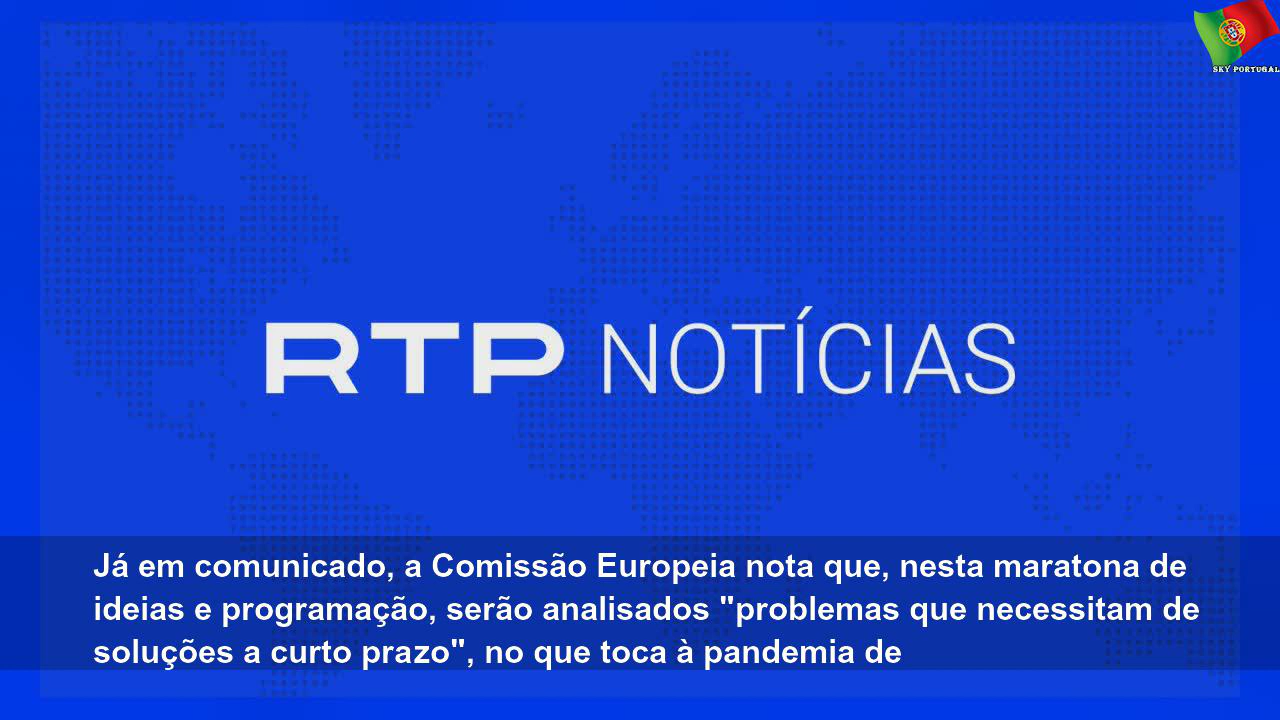 SKY PORTUGAL
RTP NOTÍCIAS
Já em comunicado, a Comissão Europeia nota que, nesta maratona de
ideias e programação, serão analisados "problemas que necessitam de
soluções a curto prazo", no que toca à pandemia de